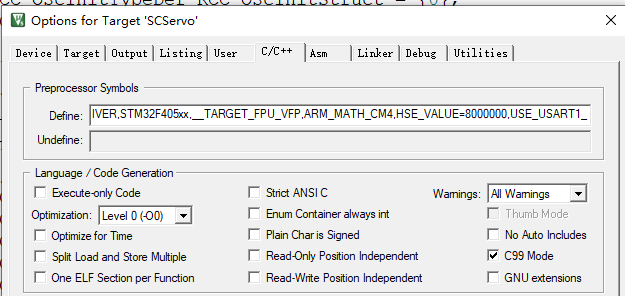 Options for Target 'SCServo'
Device Target Output Listing User C/C++ Asm Linker Debug Utilities
Preprocessor Symbols
Define: IVER,STM32F405xx,__TARGET_FPU_VFP,ARM_MATH_CM4,HSE_VALUE=8000000,USE_USART1_
Undefine:
Language / Code Generation
Execute-only Code Strict ANSI C Warnings: All Warnings
Optimization: Level 0 (-O0) Enum Container always int Thumb Mode
Optimize for Time Plain Char is Signed No Auto Includes
Split Load and Store Multiple Read-Only Position Independent C99 Mode
One ELF Section per Function Read-Write Position Independent GNU extensions